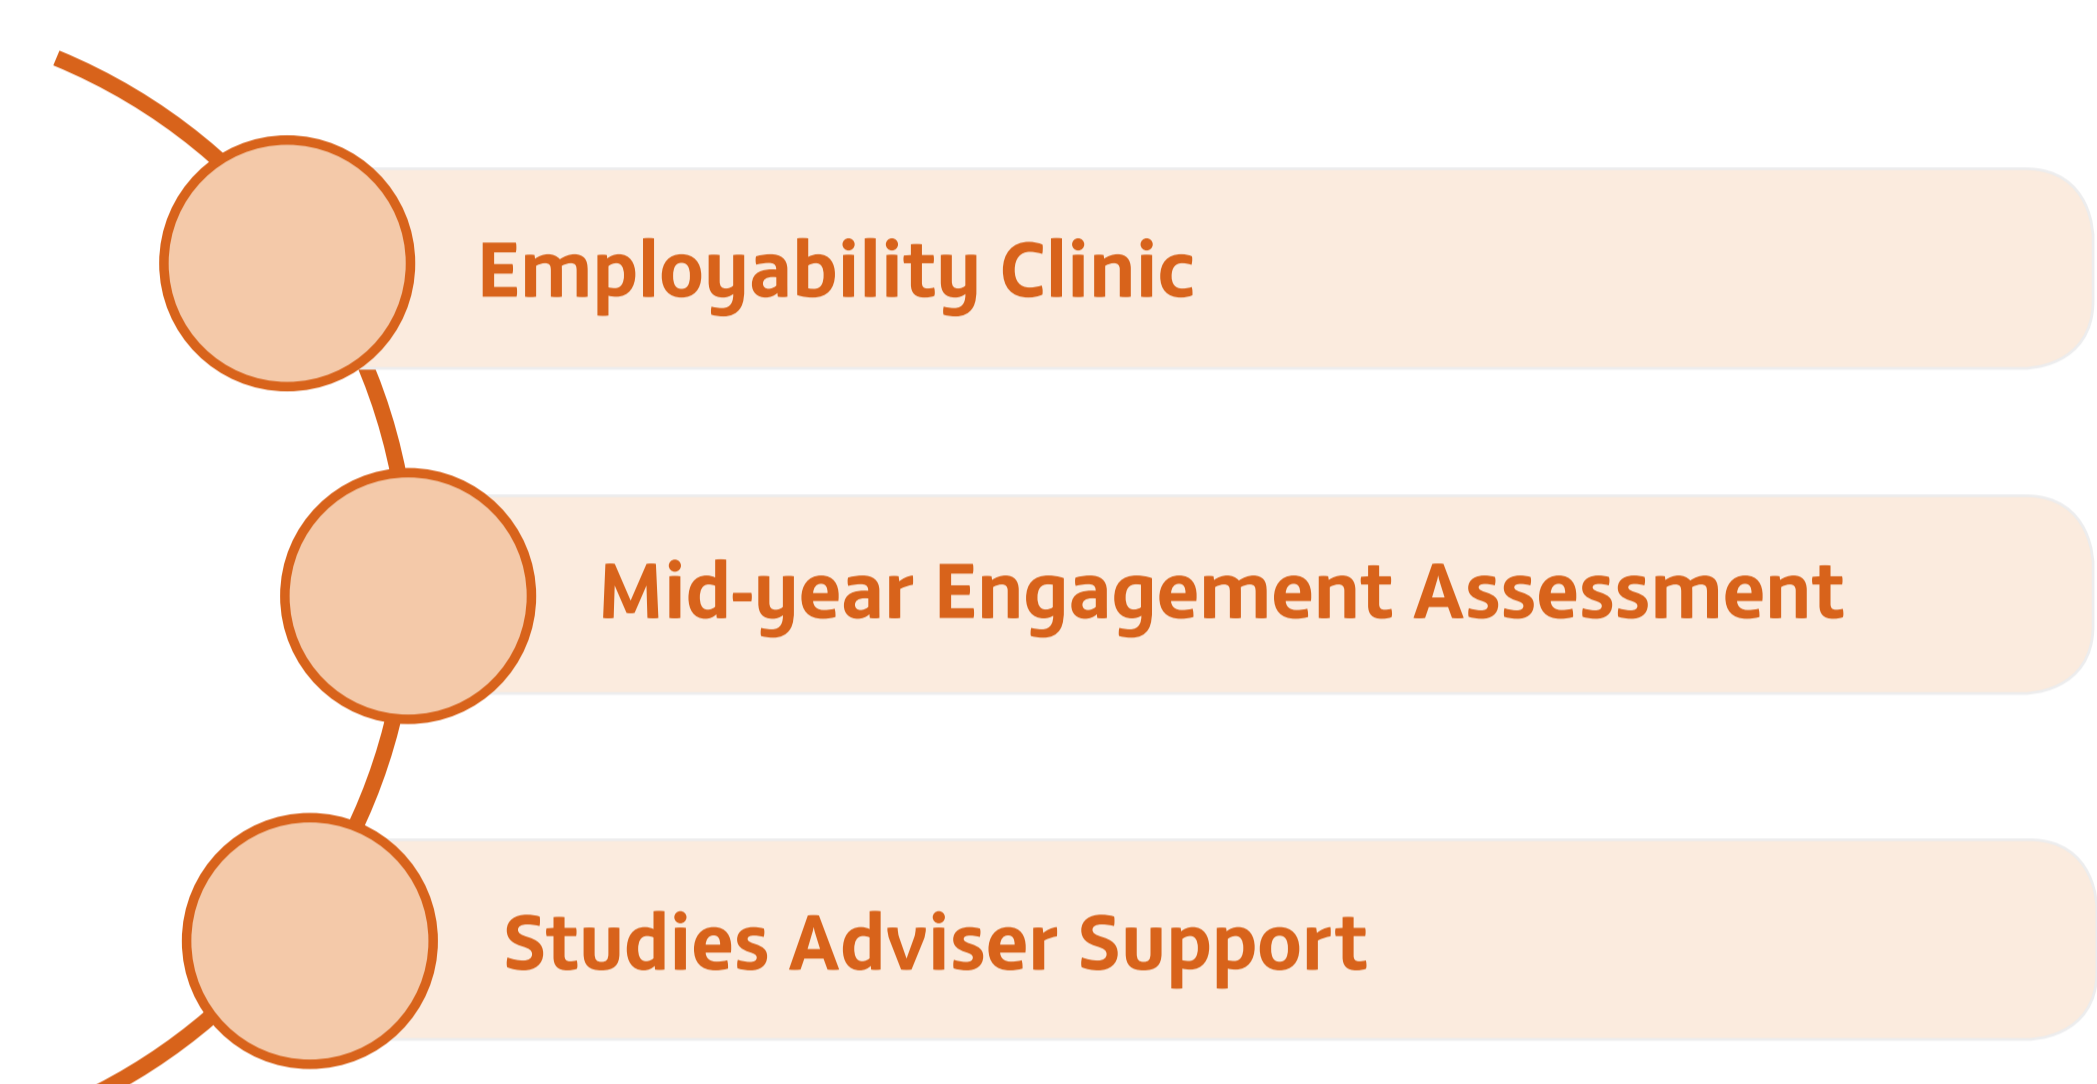 Employability Clinic
Mid-year Engagement Assessment
Studies Adviser Support